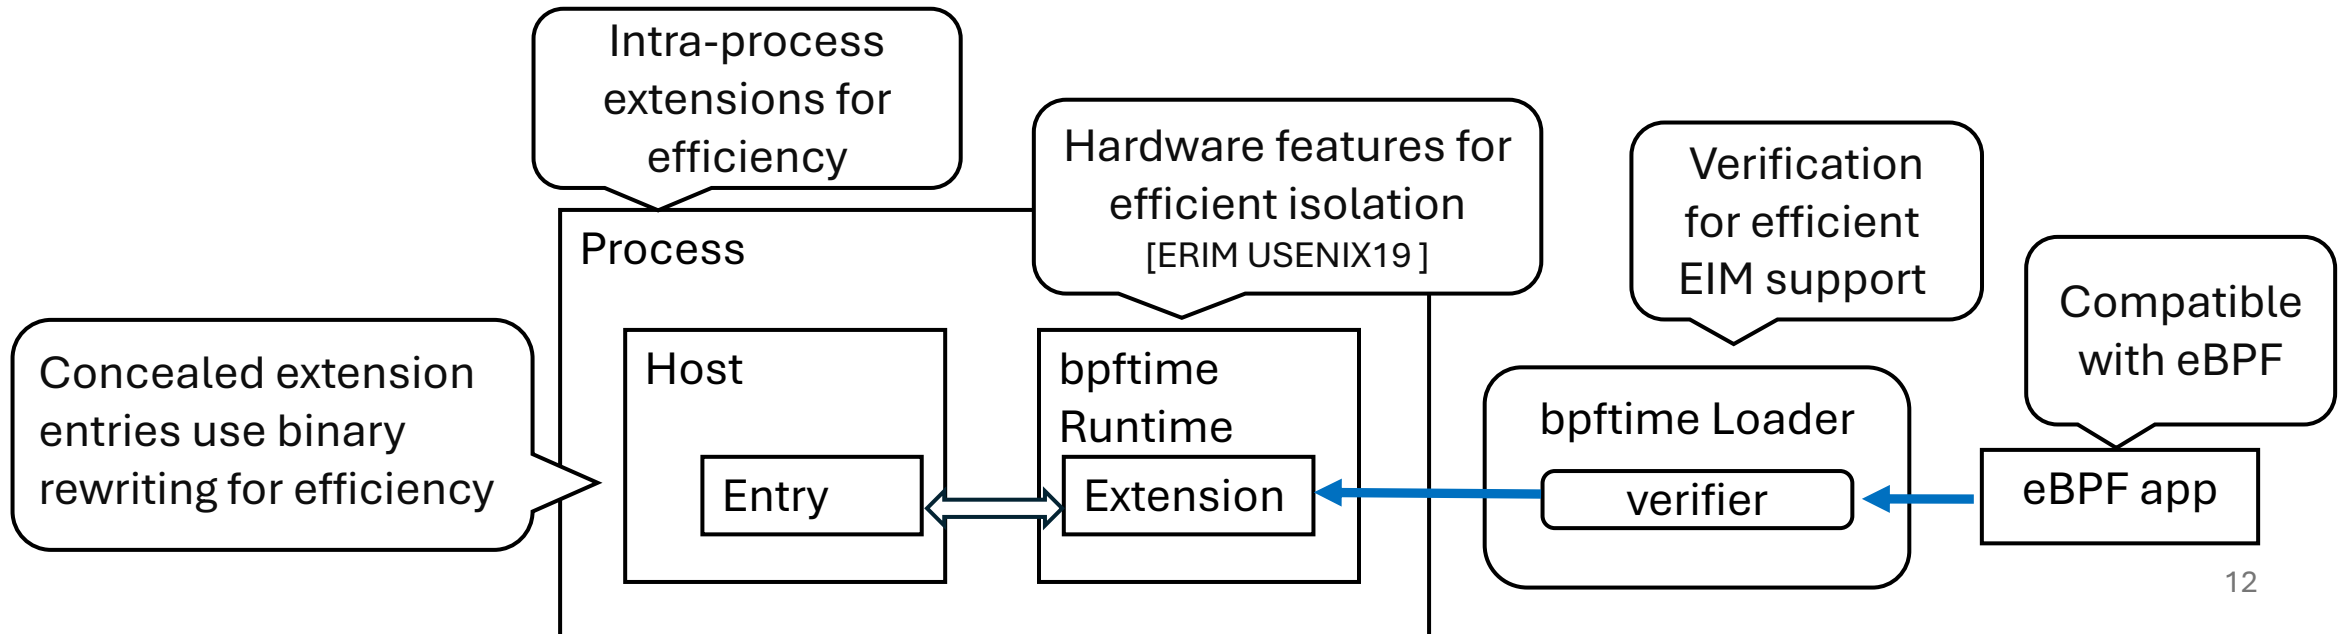 Intra-process
extensions for
efficiency
Hardware features for
efficient isolation
[ERIM USENIX19 ]
Verification
for efficient
EIM support
Compatible
with eBPF
Process
Concealed extension
entries use binary
rewriting for efficiency
Host
Entry
bpftime
Runtime
Extension
bpftime Loader
verifier
eBPF app
12